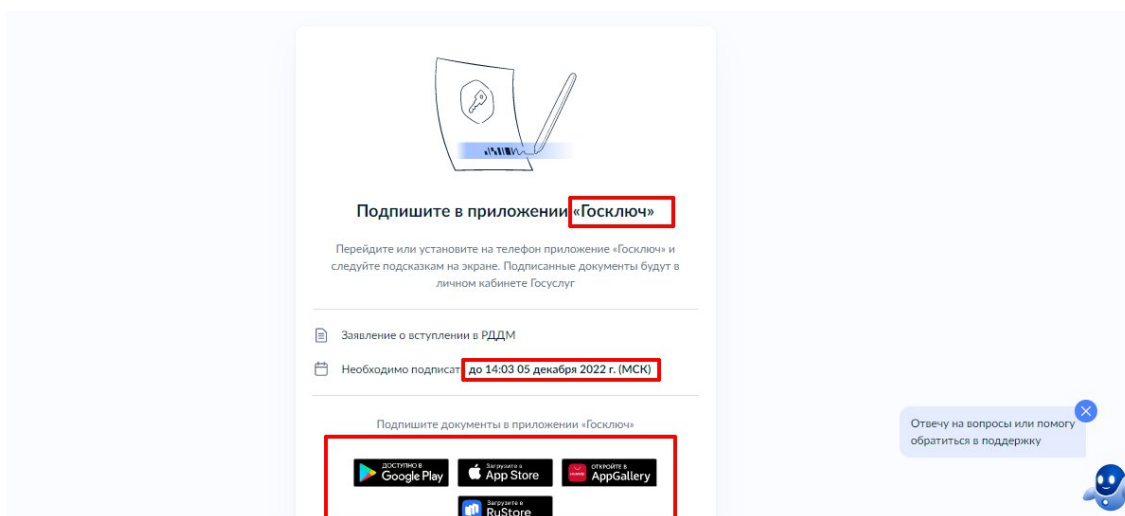 Подпишите в приложении «Госключ»
Перейдите или установите на телефон приложение «Госключ» и
следуйте подсказкам на экране. Подписанные документы будут в
личном кабинете Госуслуг
Заявление о вступлении в РДДМ
Необходимо подписат до 14:03 05 декабря 2022 г. (МСК)
Подпишите документы в приложении «Госключ»
ДОСТУПНО В
Google Play
Загрузите в
App Store
ОТКРОЙТЕ В
AppGallery
Загрузите в
RuStore
Отвечу на вопросы или помогу
обратиться в поддержку